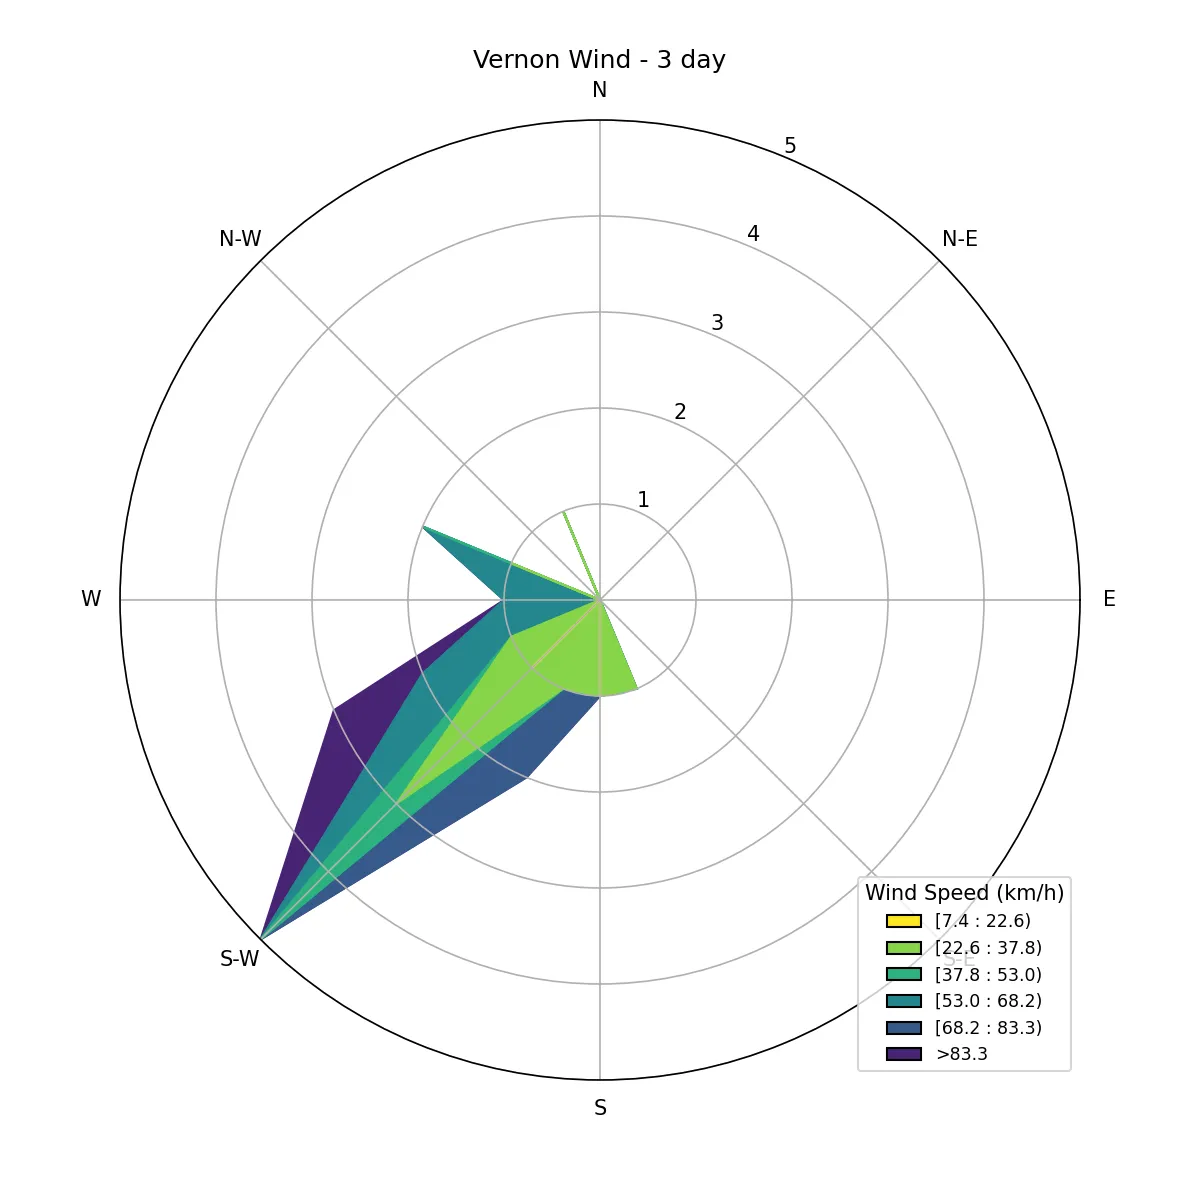 Vernon Wind - 3 day
N
5
N-W
N-E
4
3
2
1
W
E
Wind Speed (km/h)
[7.4 : 22.6)
[22.6 : 37.8)
S-W
S-E
[37.8 : 53.0)
[53.0 : 68.2)
[68.2 : 83.3)
>83.3
S